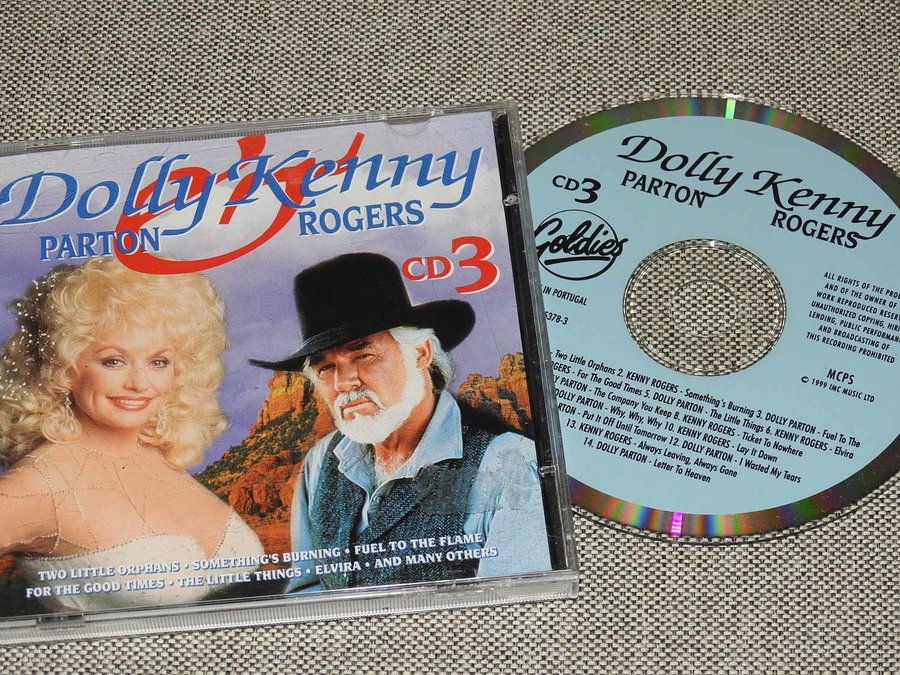 Dolly & Kenny
PARTON ROGERS
CD 3
TWO LITTLE ORPHANS • SOMETHING'S BURNING • FUEL TO THE FLAME
FOR THE GOOD TIMES • THE LITTLE THINGS • ELVIRA • AND MANY OTHERS
Dolly Kenny
PARTON ROGERS
CD 3
Goldies
IN PORTUGAL
378-3
ALL RIGHTS OF THE
AND OF THE OWNER OF
WORK REPRODUCED
UNAUTHORIZED COPYING,
LENDING, PUBLIC
AND BROADCASTING OF
THIS RECORDING PROHIBITED
MCPS
© 1999 IMC MUSIC LTD
- Two Little Orphans 2. KENNY ROGERS - Something's Burning 3. DOLLY PARTON - Fuel To The
- For The Good Times 5. DOLLY PARTON - The Little Things 6. KENNY ROGERS - Elvira
PARTON - The Company You Keep 8. KENNY ROGERS - Ticket To Nowhere
DOLLY PARTON - Why, Why, Why 10. KENNY ROGERS - Lay It Down
- Put It Off Until Tomorrow 12. DOLLY PARTON - I Wasted My Tears
13. KENNY ROGERS - Always Leaving, Always Gone
14. DOLLY PARTON - Letter To Heaven